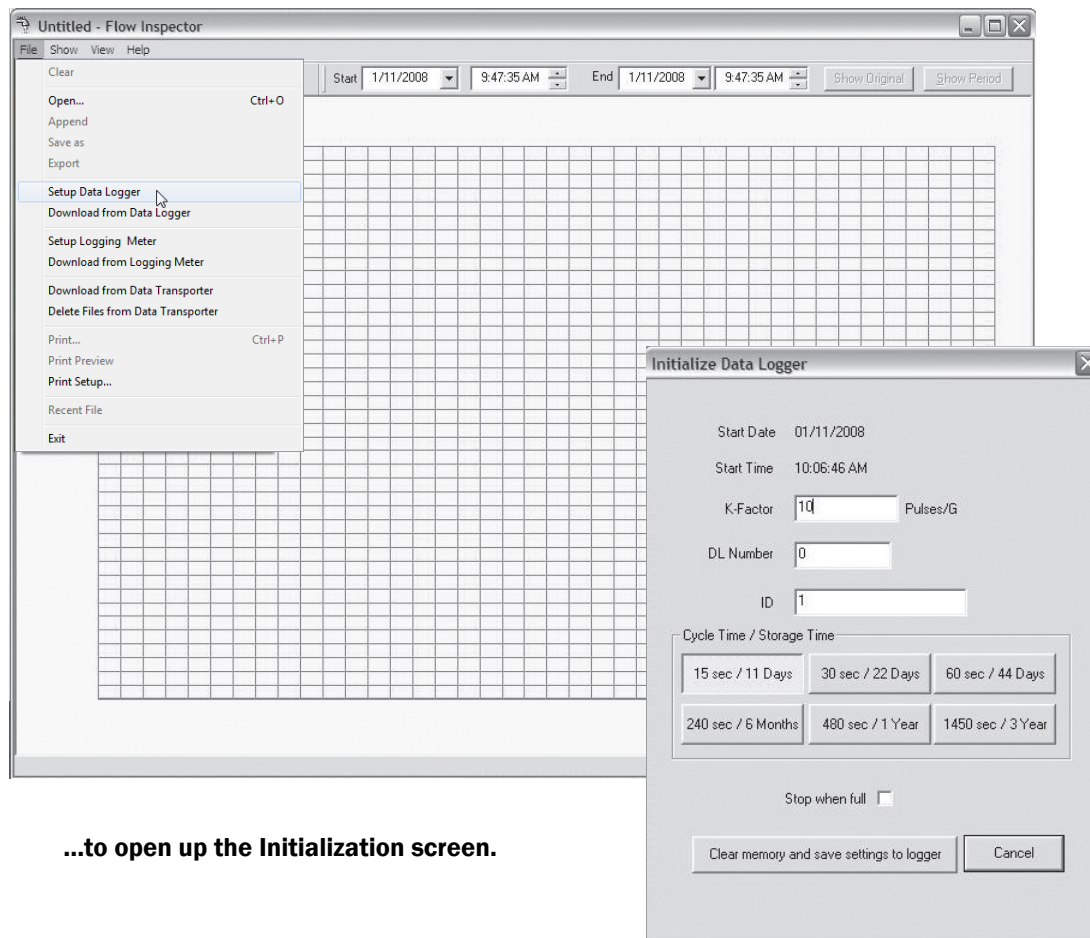 Untitled - Flow Inspector
File Show View Help
Start 1/11/2008 9:47:35 AM End 1/11/2008 9:47:35 AM Show Original Show Period
Clear
Open... Ctrl+O
Append
Save as
Export
Setup Data Logger
Download from Data Logger
Setup Logging Meter
Download from Logging Meter
Download from Data Transporter
Delete Files from Data Transporter
Print... Ctrl+P
Print Preview
Print Setup...
Recent File
Exit
Initialize Data Logger
Start Date 01/11/2008
Start Time 10:06:46 AM
K-Factor 10 Pulses/G
DL Number 0
ID 1
Cycle Time / Storage Time
15 sec / 11 Days 30 sec / 22 Days 60 sec / 44 Days
240 sec / 6 Months 480 sec / 1 Year 1450 sec / 3 Year
Stop when full
Clear memory and save settings to logger Cancel
...to open up the Initialization screen.